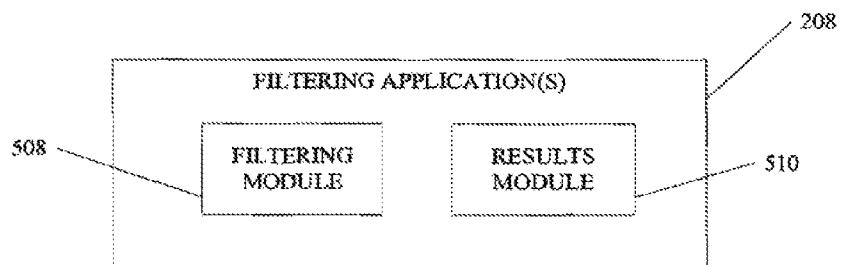 208
FILTERING APPLICATION(S)
508
FILTERING
MODULE
RESULTS
MODULE
510